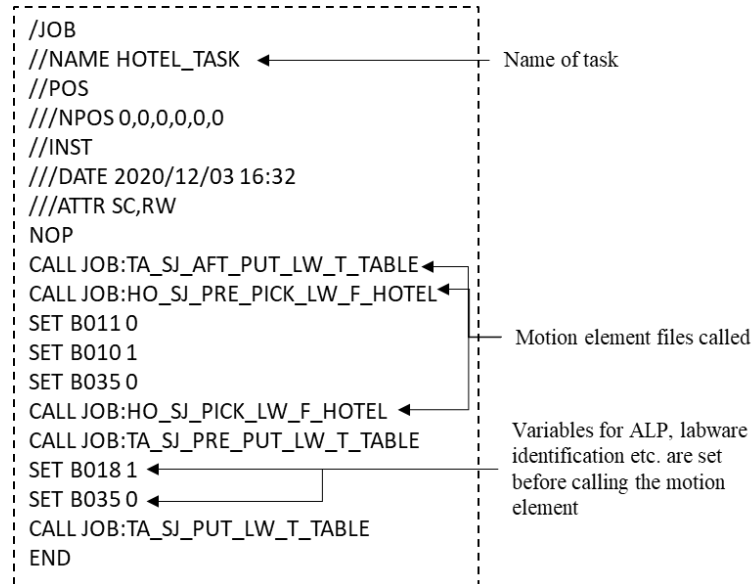 /JOB
//NAME HOTEL_TASK
//POS
///NPOS 0,0,0,0,0,0
//INST
///DATE 2020/12/03 16:32
///ATTR SC,RW
NOP
CALL JOB:TA_SJ_AFT_PUT_LW_T_TABLE
CALL JOB:HO_SJ_PRE_PICK_LW_F_HOTEL
SET B011 0
SET B010 1
SET B035 0
CALL JOB:HO_SJ_PICK_LW_F_HOTEL
CALL JOB:TA_SJ_PRE_PUT_LW_T_TABLE
SET B018 1
SET B035 0
CALL JOB:TA_SJ_PUT_LW_T_TABLE
END
Name of task
Motion element files called
Variables for ALP, labware
identification etc. are set
before calling the motion
element